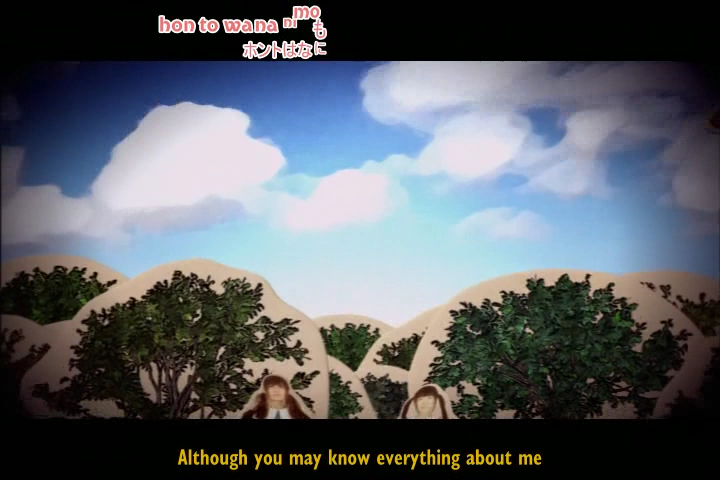 hon to wa na ni mo
ホントはなにも
Although you may know everything about me